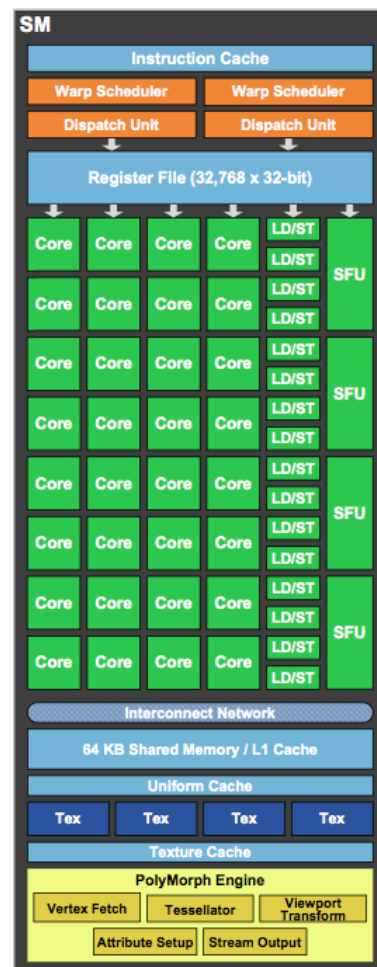 SM
Instruction Cache
Warp Scheduler Warp Scheduler
Dispatch Unit Dispatch Unit
Register File (32,768 x 32-bit)
Core Core Core Core LD/ST SFU
LD/ST
Core Core Core Core LD/ST
LD/ST
Core Core Core Core LD/ST SFU
LD/ST
Core Core Core Core LD/ST
LD/ST
Core Core Core Core LD/ST SFU
LD/ST
Core Core Core Core LD/ST
LD/ST
Core Core Core Core LD/ST SFU
LD/ST
Core Core Core Core LD/ST
LD/ST
Interconnect Network
64 KB Shared Memory / L1 Cache
Uniform Cache
Tex Tex Tex Tex
Texture Cache
PolyMorph Engine
Vertex Fetch Tessellator Viewport
Transform
Attribute Setup Stream Output